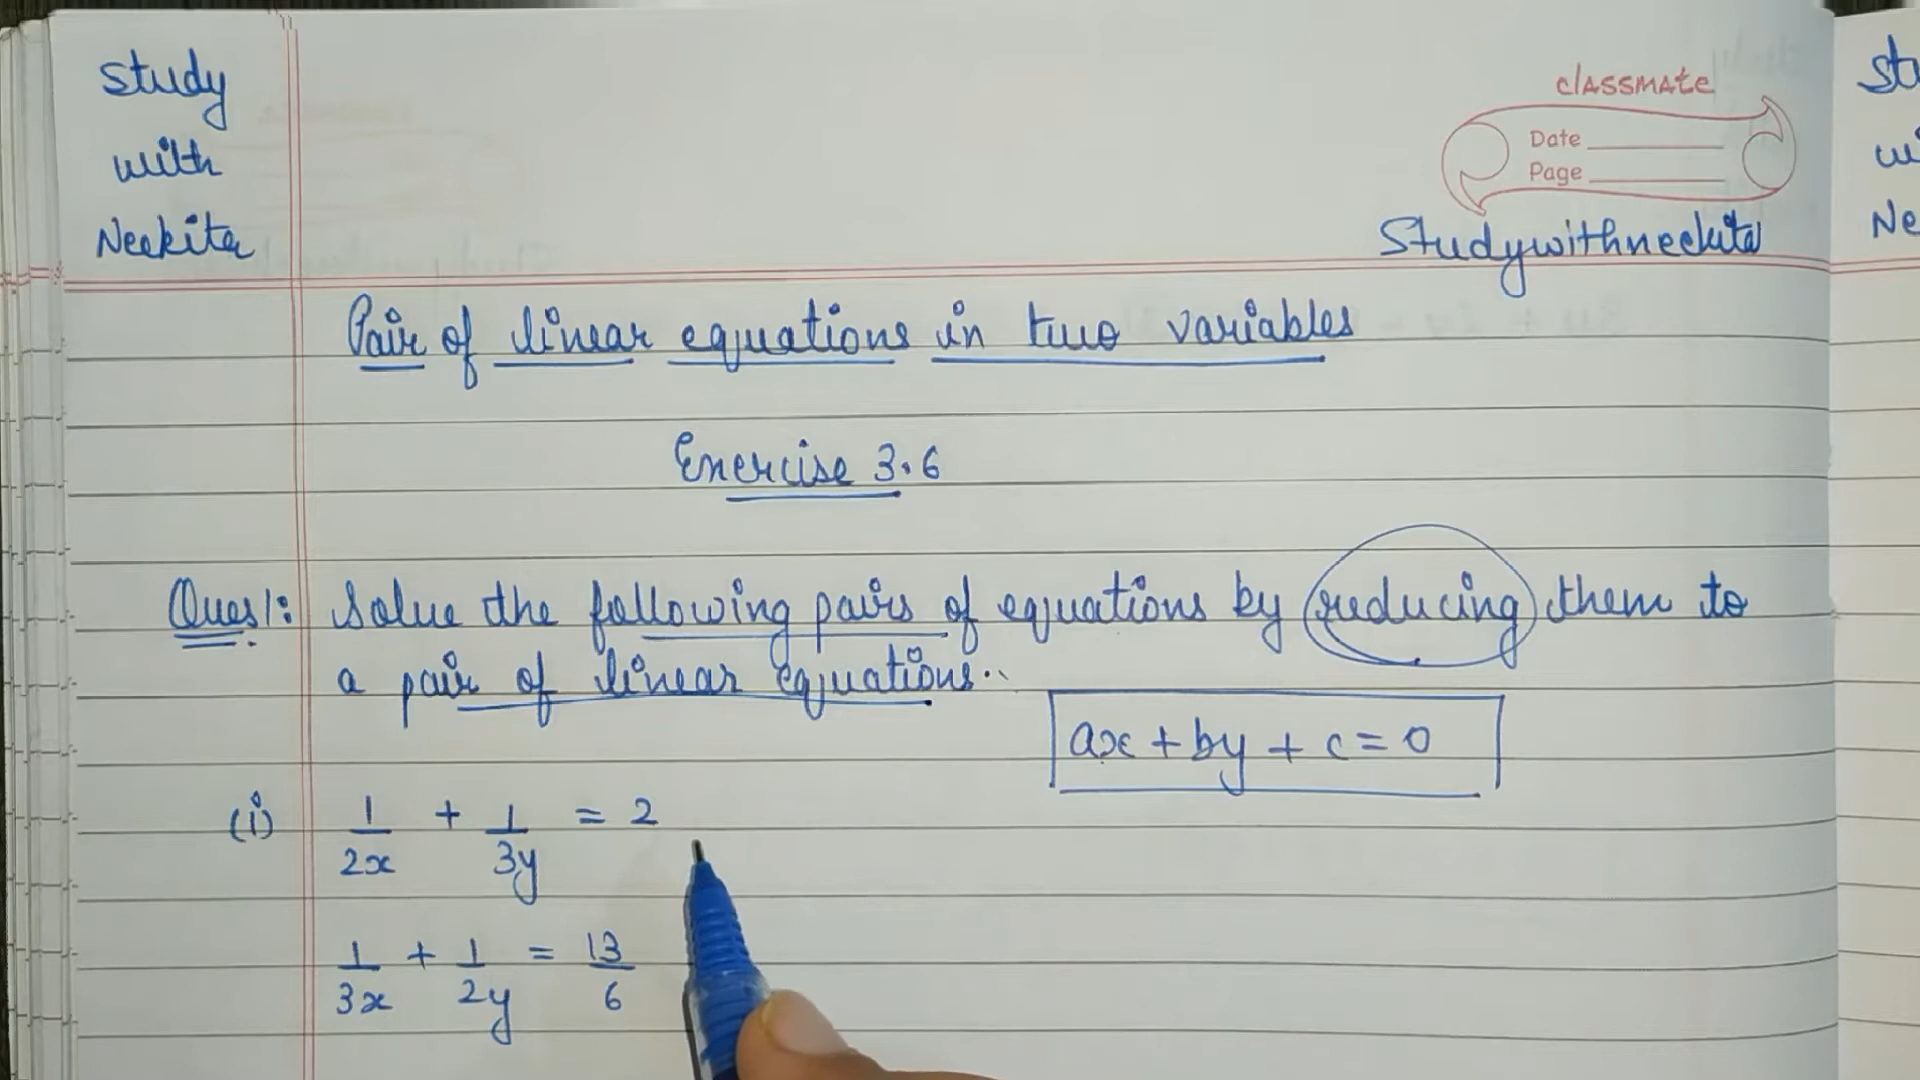 Study
with
Neekita
classmate
Date
Page
Studywithneekita
Pair of linear equations in two variables
Exercise 3.6
Ques1: Solve the following pairs of equations by reducing them to
a pair of linear equations..
ax + by + c = 0
(i) 1/2x + 1/3y = 2
1/3x + 1/2y = 13/6